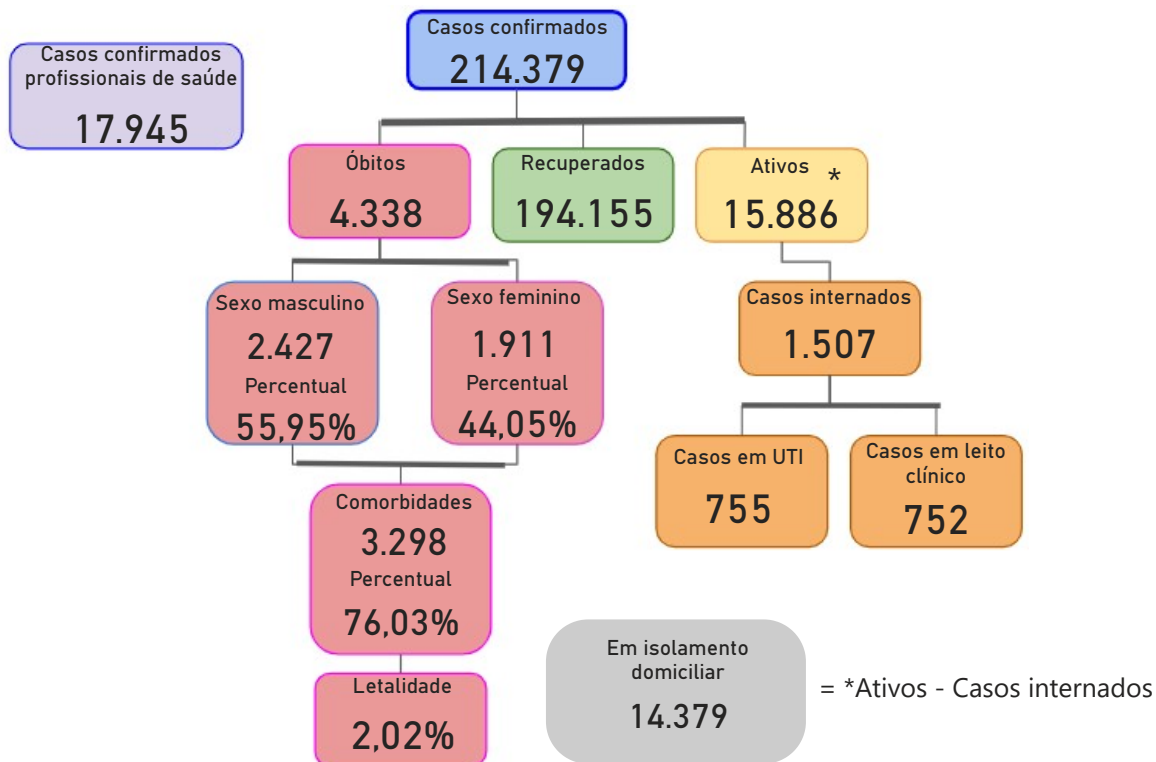 Casos confirmados
profissionais de saúde
17.945
Casos confirmados
214.379
Óbitos
4.338
Recuperados
194.155
Ativos *
15.886
Sexo masculino
2.427
Percentual
55,95%
Sexo feminino
1.911
Percentual
44,05%
Casos internados
1.507
Casos em UTI
755
Casos em leito
clínico
752
Comorbidades
3.298
Percentual
76,03%
Letalidade
2,02%
Em isolamento
domiciliar
14.379
= *Ativos - Casos internados